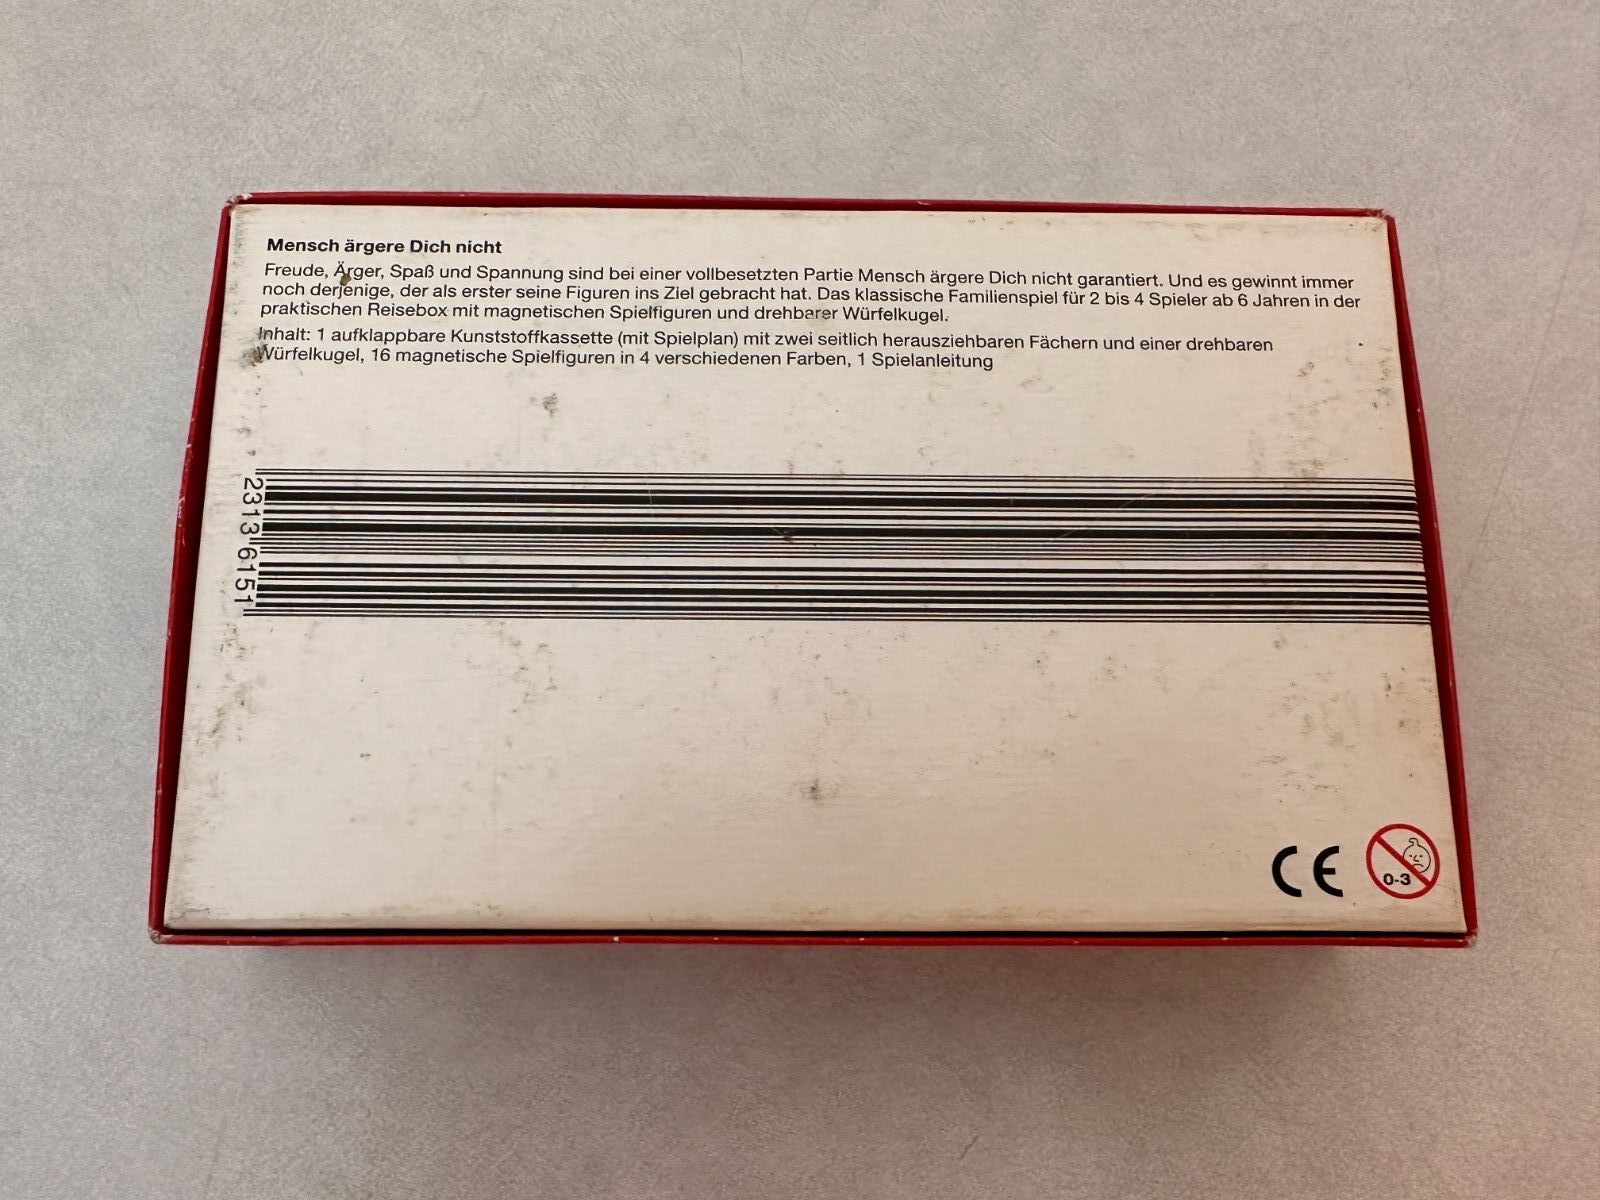 Mensch ärgere Dich nicht
Freude, Ärger, Spaß und Spannung sind bei einer vollbesetzten Partie Mensch ärgere Dich nicht garantiert. Und es gewinnt immer
noch derjenige, der als erster seine Figuren ins Ziel gebracht hat. Das klassische Familienspiel für 2 bis 4 Spieler ab 6 Jahren in der
praktischen Reisebox mit magnetischen Spielfiguren und drehbarer Würfelkugel.
Inhalt: 1 aufklappbare Kunststoffkassette (mit Spielplan) mit zwei seitlich herausziehbaren Fächern und einer drehbaren
Würfelkugel, 16 magnetische Spielfiguren in 4 verschiedenen Farben, 1 Spielanleitung
2313 6151
CE
0-3